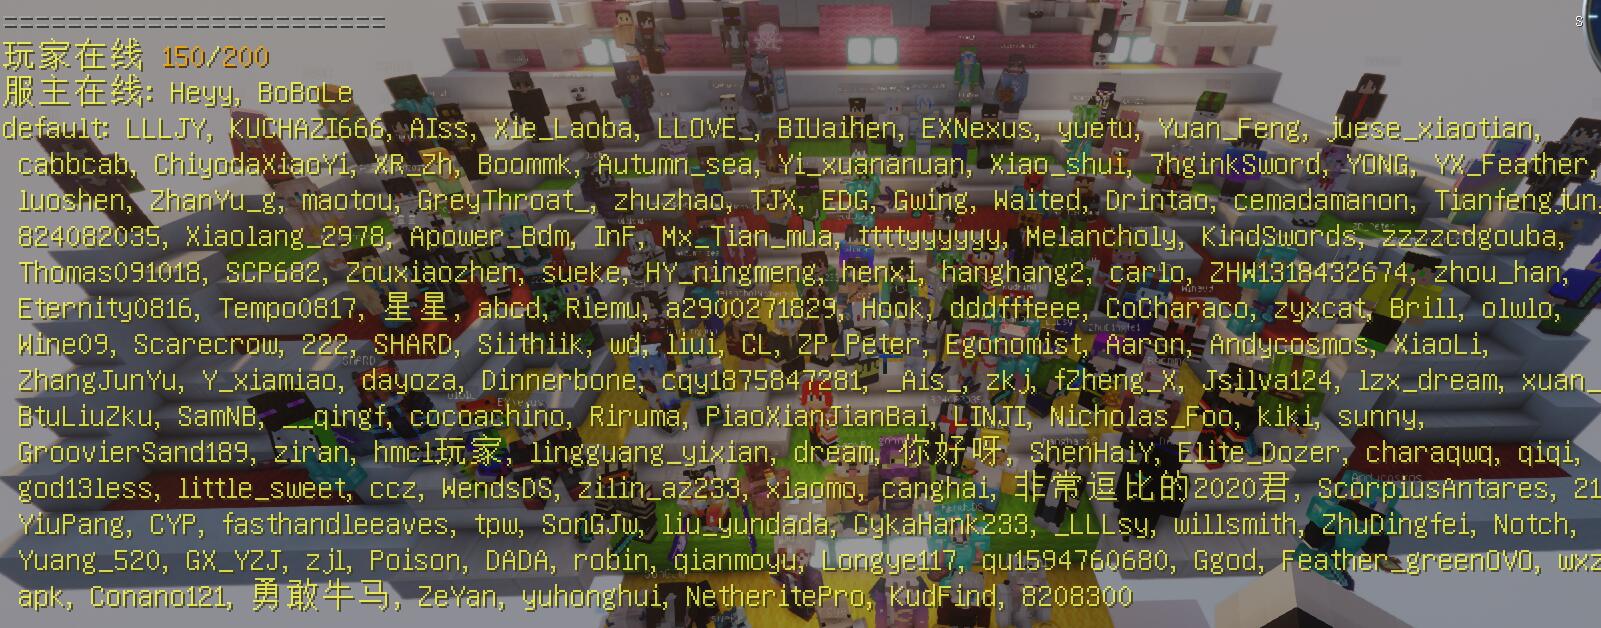 ==============================
玩家在线 150/200
服主在线: Heyy, BoBoLe
default: LLLJY, KUCHAZI666, AIss, Xie_Laoba, LLOVE_, BIUaihen, EXNexus, yuetu, Yuan_Feng, juese_xiaotian,
cabbcab, ChiyodaXiaoYi, XR_Zh, Boommk, Autumn_sea, Yi_xuananuan, Xiao_shui, 7hginkSword, YONG, YX_Feather,
luoshen, ZhanYu_g, maotou, GreyThroat_, zhuzhao, TJX, EDG, Gwing, Waited, Drintao, cemadamanon, Tianfengjun,
824082035, Xiaolang_2978, Apower_Bdm, InF, Mx_Tian_mua, ttttyyyyyy, Melancholy, KindSwords, zzzzcdgouba,
Thomas091018, SCP682, Zouxiaozhen, sueke, HY_ningmeng, henxi, hanghang2, carlo, ZHW1318432674, zhou_han,
Eternity0816, Tempo0817, 星星, abcd, Riemu, a2900271829, Hook, dddfffeee, CoCharaco, zyxcat, Brill, olwlo,
Wine09, Scarecrow, 222, SHARD, Siithiik, wd, liui, CL, ZP_Peter, Egonomist, Aaron, Andycosmos, XiaoLi,
ZhangJunYu, Y_xiamiao, dayoza, Dinnerbone, cqy1875847281, _Ais_, zkj, fZheng_X, Jsilva124, lzx_dream, xuan_
BtuLiuZku, SamNB, __qingf, cocoachino, Riruma, PiaoXianJianBai, LINJI, Nicholas_Foo, kiki, sunny,
GroovierSand189, ziran, hmcl玩家, lingguang_yixian, dream, 你好呀, ShenHaiY, Elite_Dozer, charaqwq, qiqi,
god13less, little_sweet, ccz, WendsDS, ziiin_az233, xiaomo, canghai, 非常逗比的2020君, ScorpiusAntares, 21
YiuPang, CYP, fasthandleeaves, tpw, SonGJw, liu_yundada, CykaHank233, _LLLsy, willsmith, ZhuDingfei, Notch,
Yuang_520, GX_YZJ, zjl, Poison, DADA, robin, qianmoyu, Longye117, qu1594760680, Ggod, Feather_greenOVO, wxz
apk, Conano121, 勇敢牛马, ZeYan, yuhonghui, NetheritePro, KudFind, 8208300